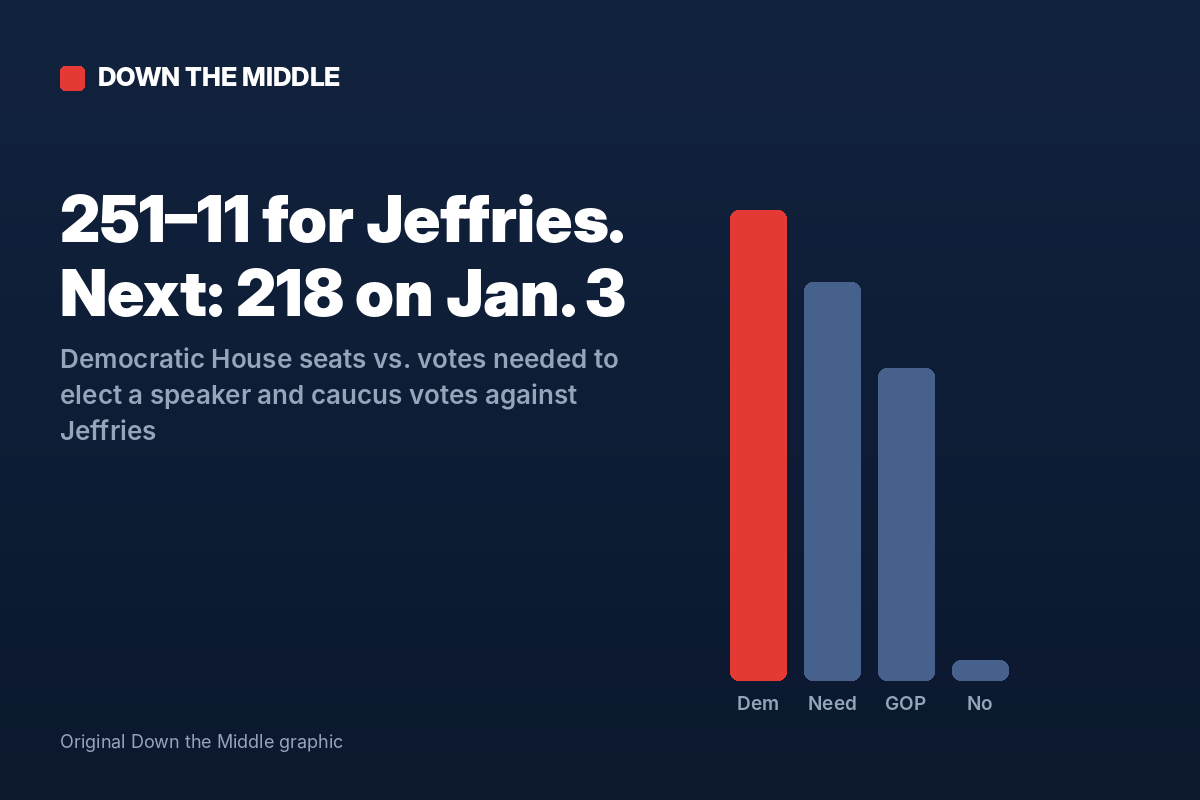 DOWN THE MIDDLE
251–11 for Jeffries.
Next: 218 on Jan. 3
Democratic House seats vs. votes needed to
elect a speaker and caucus votes against
Jeffries
Dem Need GOP No
Original Down the Middle graphic